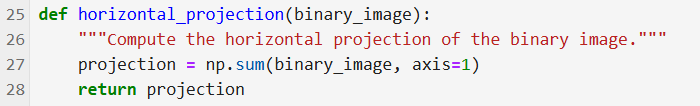 25 def horizontal_projection(binary_image):
26     """Compute the horizontal projection of the binary image."""
27     projection = np.sum(binary_image, axis=1)
28     return projection